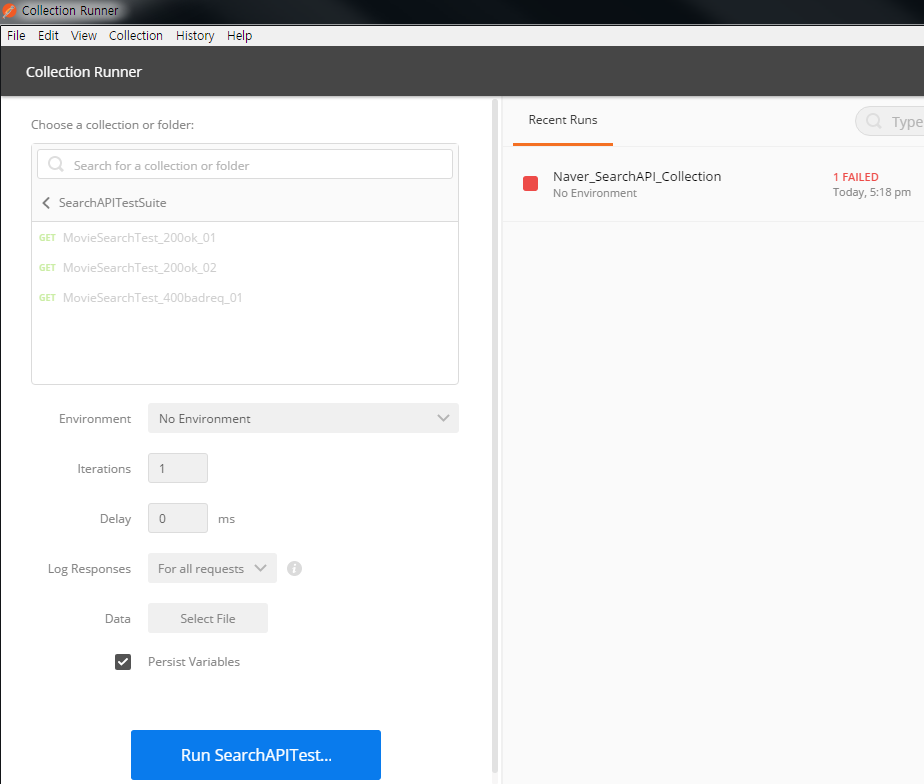 Collection Runner
File Edit View Collection History Help
Collection Runner
Choose a collection or folder:
Search for a collection or folder
SearchAPITestSuite
GET MovieSearchTest_200ok_01
GET MovieSearchTest_200ok_02
GET MovieSearchTest_400badreq_01
Environment No Environment
Iterations 1
Delay 0 ms
Log Responses For all requests
Data Select File
Persist Variables
Run SearchAPITest...
Recent Runs
Type
Naver_SearchAPI_Collection 1 FAILED
No Environment Today, 5:18 pm